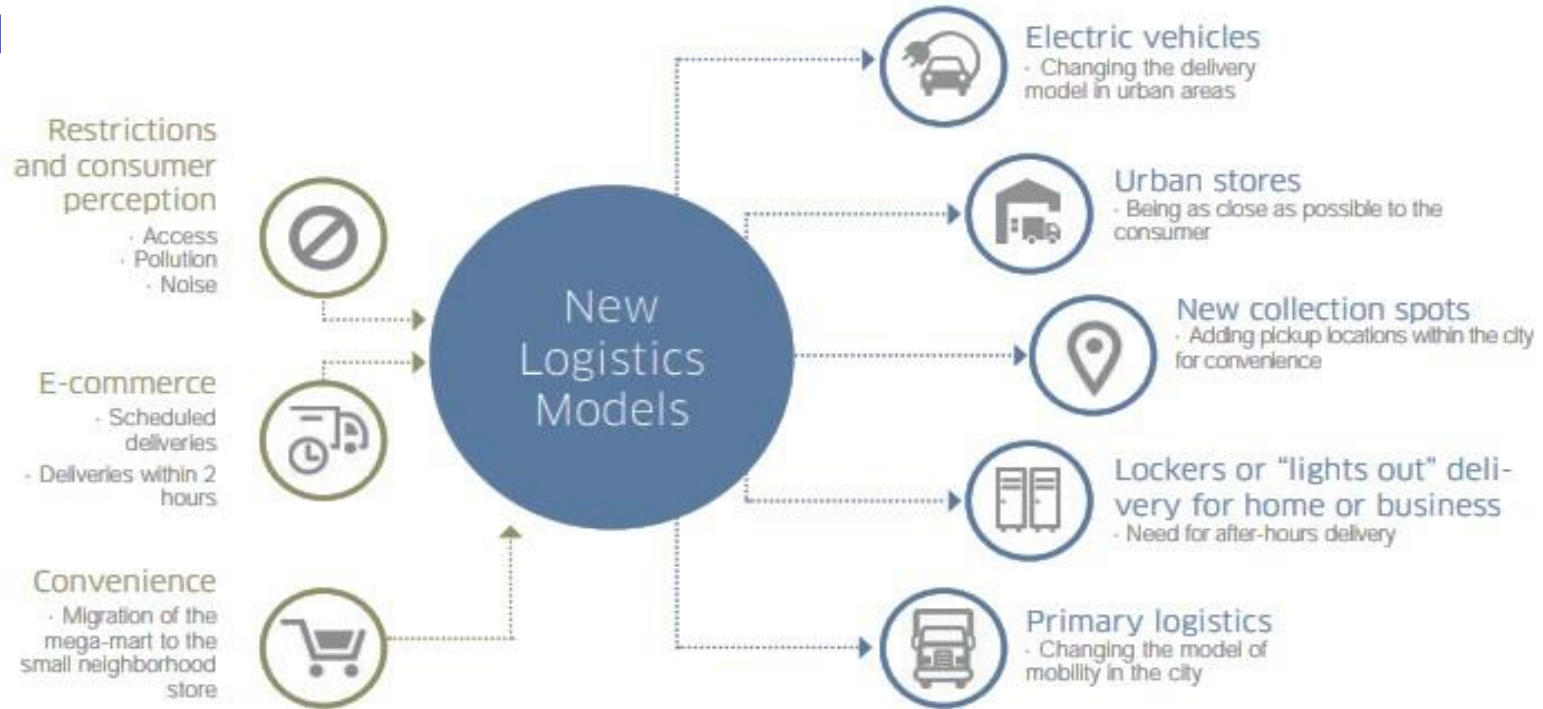 Restrictions
and consumer
perception
· Access
· Pollution
· Noise
E-commerce
· Scheduled
deliveries
· Deliveries within 2
hours
Convenience
· Migration of the
mega-mart to the
small neighborhood
store
New
Logistics
Models
Electric vehicles
· Changing the delivery
model in urban areas
Urban stores
· Being as close as possible to the
consumer
New collection spots
· Adding pickup locations within the city
for convenience
Lockers or “lights out” deli-
very for home or business
· Need for after-hours delivery
Primary logistics
· Changing the model of
mobility in the city